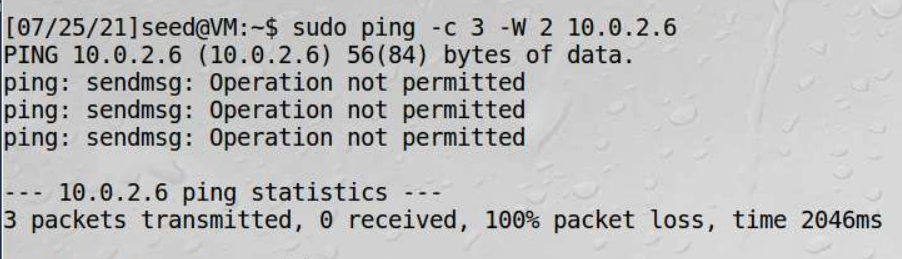 [07/25/21]seed@VM:~$ sudo ping -c 3 -W 2 10.0.2.6
PING 10.0.2.6 (10.0.2.6) 56(84) bytes of data.
ping: sendmsg: Operation not permitted
ping: sendmsg: Operation not permitted
ping: sendmsg: Operation not permitted

--- 10.0.2.6 ping statistics ---
3 packets transmitted, 0 received, 100% packet loss, time 2046ms